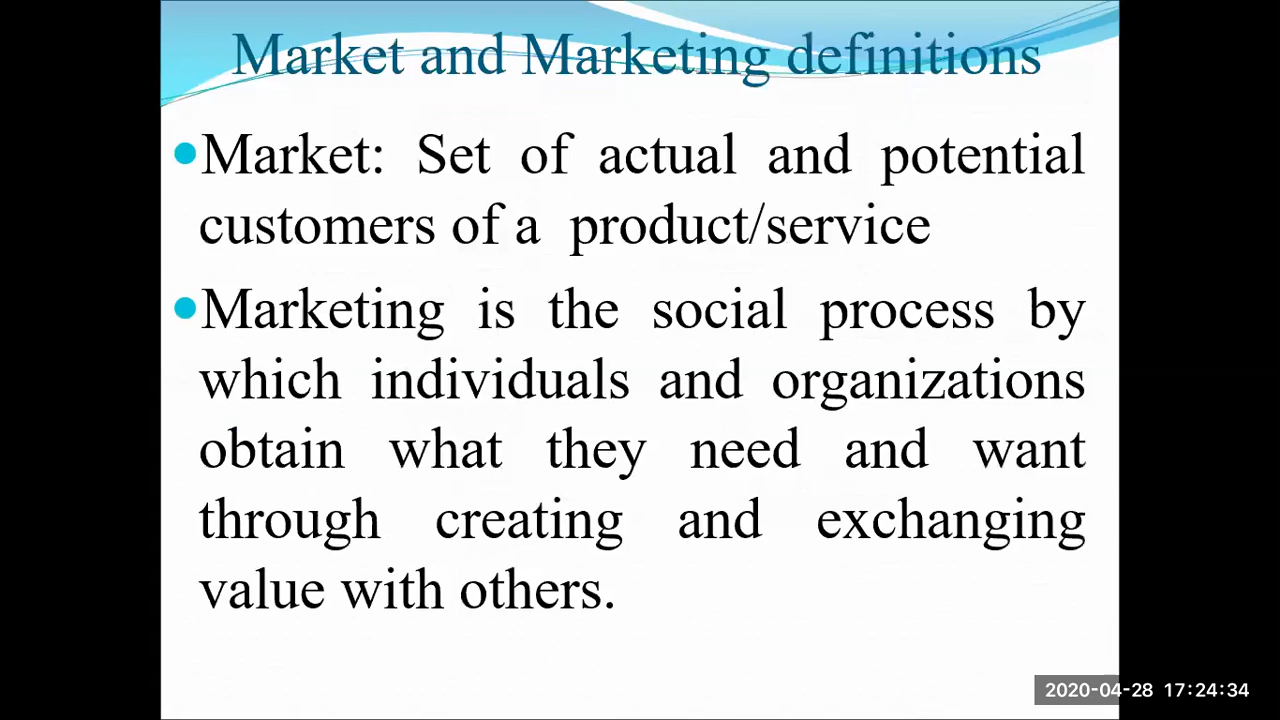 Market and Marketing definitions
•Market: Set of actual and potential
customers of a product/service
•Marketing is the social process by
which individuals and organizations
obtain what they need and want
through creating and exchanging
value with others.
2020-04-28 17:24:34